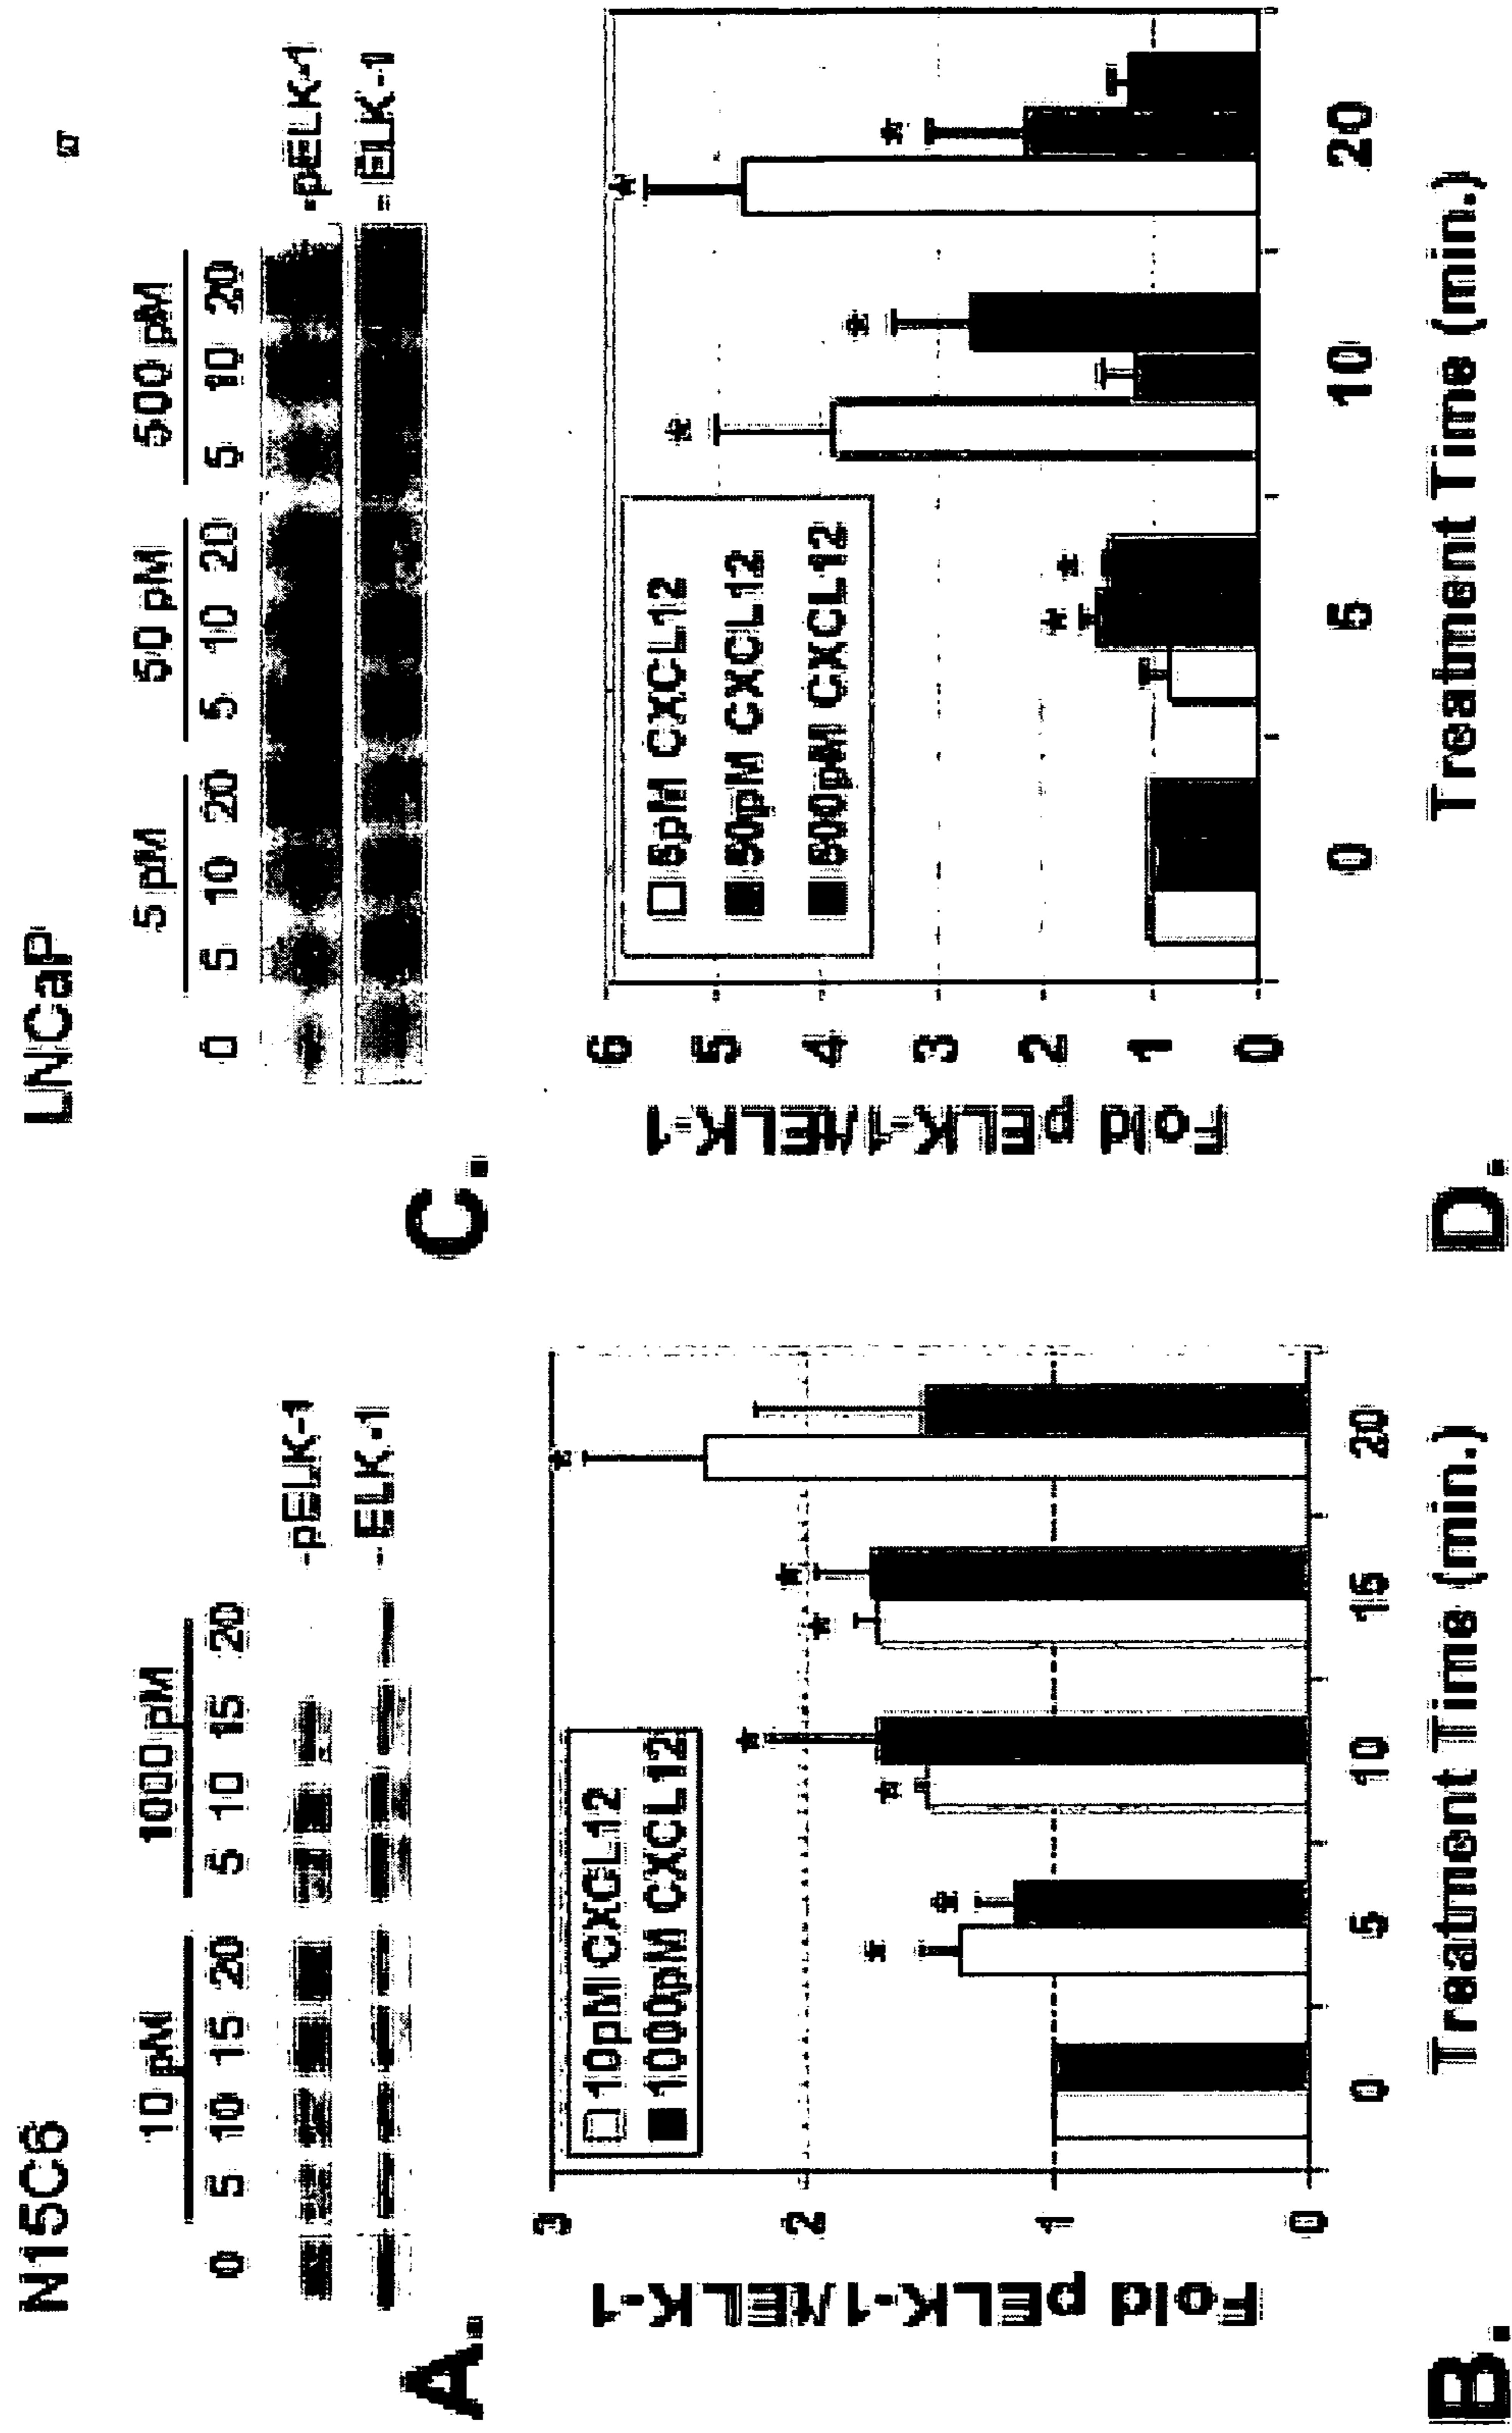 N15C6
10 pM
1000 pM
0 5 10 15 20 5 10 15 20
-pELK-1
- ELK-1
A.
3
2
1
0
Fold pELK-1/tELK-1
10pM CXCL12
1000pM CXCL12
* * * * * * *
0 5 10 15 20
Treatment Time (min.)
B.
LNCaP
5 pM
50 pM
500 pM
0 5 10 20 5 10 20 5 10 20
-pELK-1
- ELK-1
C.
6
5
4
3
2
1
0
Fold pELK-1/tELK-1
5pM CXCL12
50pM CXCL12
500pM CXCL12
* * * * * *
0 5 10 20
Treatment Time (min.)
D.